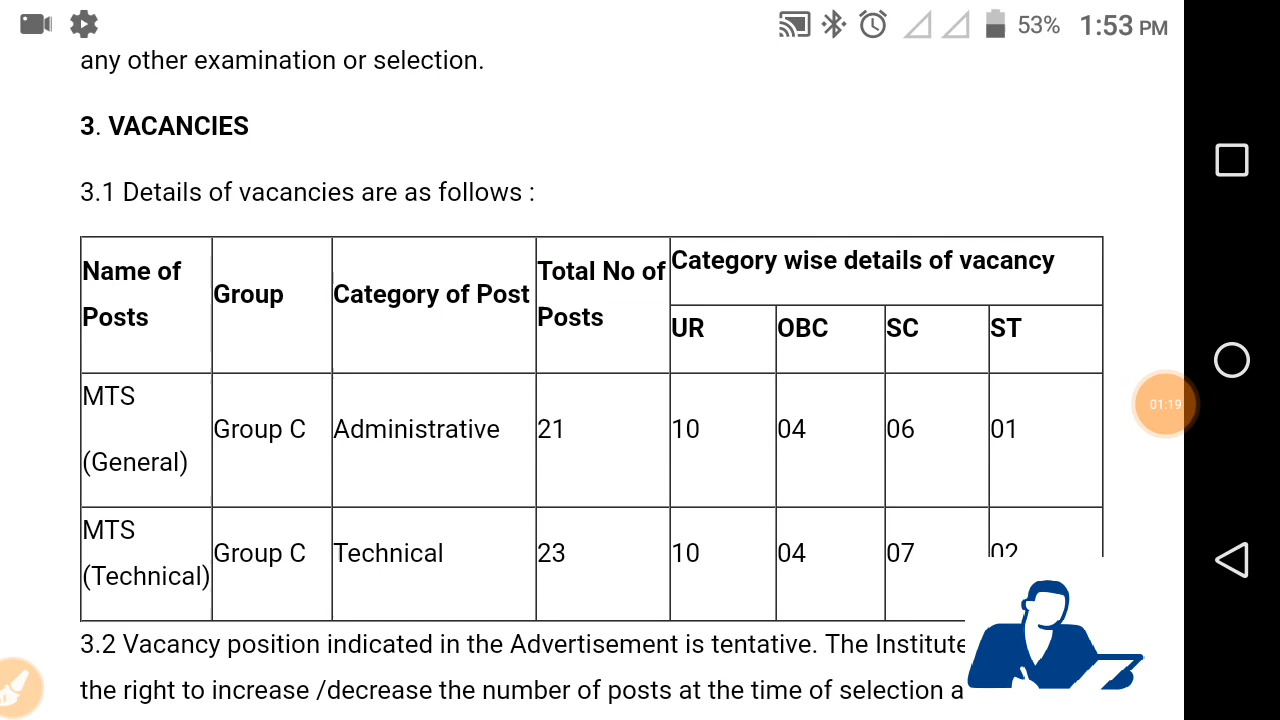 53% 1:53 PM
any other examination or selection.
3. VACANCIES
3.1 Details of vacancies are as follows :
Name of Posts Group Category of Post Total No of Posts Category wise details of vacancy
UR OBC SC ST
MTS (General) Group C Administrative 21 10 04 06 01
MTS (Technical) Group C Technical 23 10 04 07 02
01:19
3.2 Vacancy position indicated in the Advertisement is tentative. The Institute
the right to increase /decrease the number of posts at the time of selection a